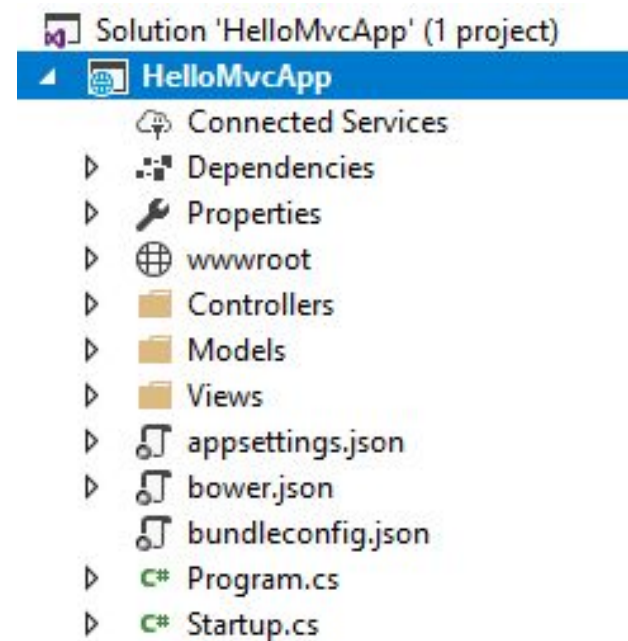 Solution 'HelloMvcApp' (1 project)
HelloMvcApp
Connected Services
Dependencies
Properties
wwwroot
Controllers
Models
Views
appsettings.json
bower.json
bundleconfig.json
C# Program.cs
C# Startup.cs